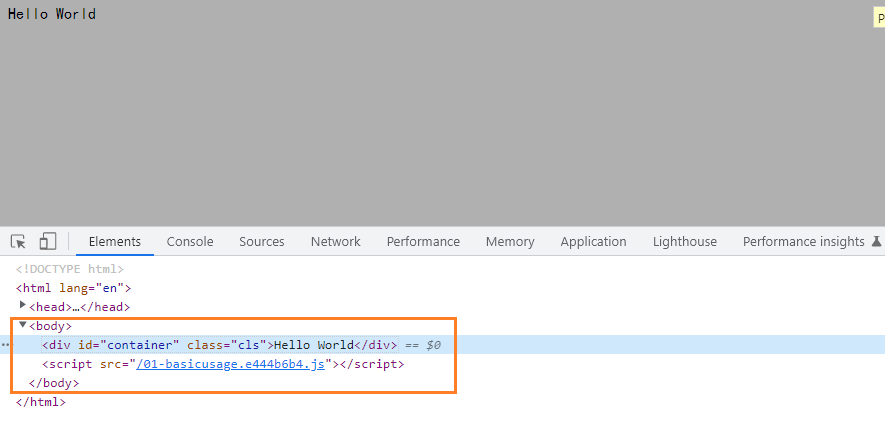 Hello World
P
Elements Console Sources Network Performance Memory Application Lighthouse Performance insights
<!DOCTYPE html>
<html lang="en">
<head>…</head>
<body>
<div id="container" class="cls">Hello World</div> == $0
<script src="/01-basicusage.e444b6b4.js"></script>
</body>
</html>